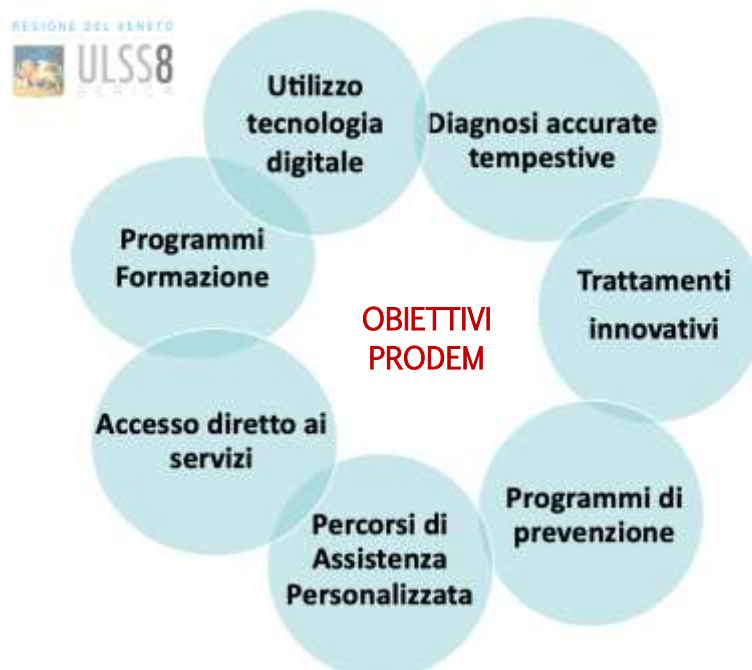 REGIONE DEL VENETO
ULSS8
BERICA
Utilizzo
tecnologia
digitale
Diagnosi accurate
tempestive
Trattamenti
innovativi
Programmi di
prevenzione
Percorsi di
Assistenza
Personalizzata
Accesso diretto ai
servizi
Programmi
Formazione
OBIETTIVI
PRODEM